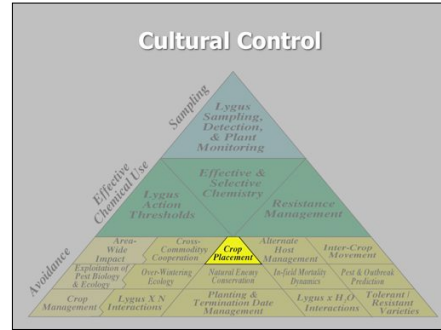 Cultural Control
Sampling
Lygus
Sampling,
Detection,
& Plant
Monitoring
Effective
Chemical Use
Effective &
Selective
Chemistry
Lygus
Action
Thresholds
Resistance
Management
Avoidance
Area-
Wide
Impact
Cross-
Commodity
Cooperation
Crop
Placement
Alternate
Host
Management
Inter-Crop
Movement
Exploitation of
Pest Biology
& Ecology
Over-Wintering
Ecology
Natural Enemy
Conservation
In-field Mortality
Dynamics
Pest & Outbreak
Prediction
Crop
Management
Lygus X N
Interactions
Planting &
Termination Date
Management
Lygus x H2O
Interactions
Tolerant /
Resistant
Varieties